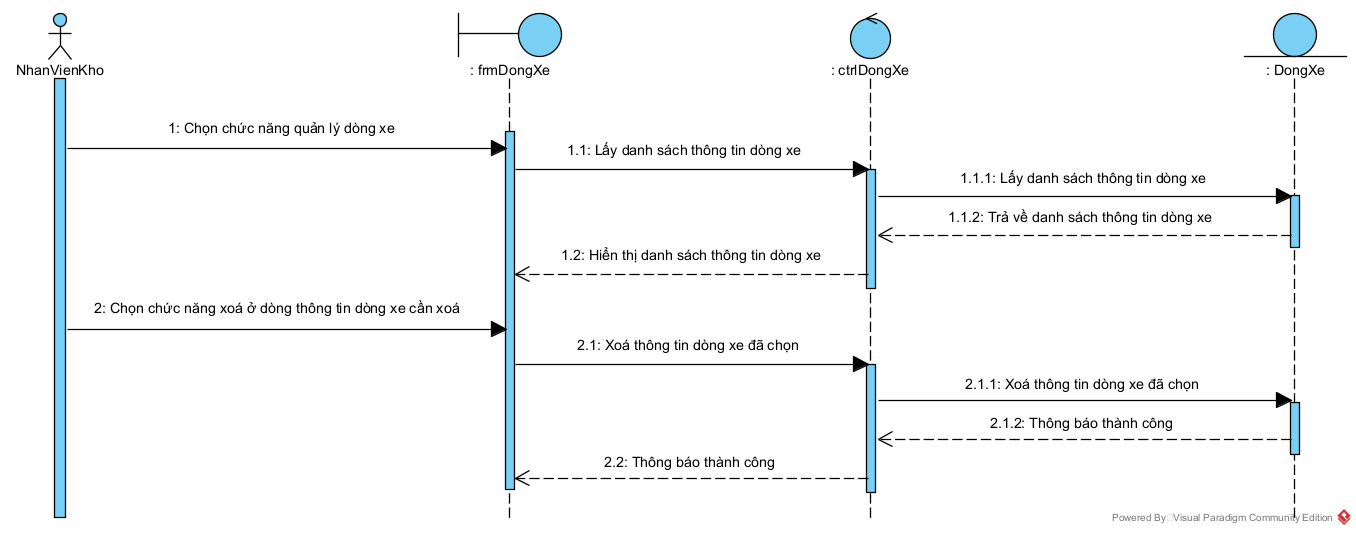 NhanVienKho
: frmDongXe
: ctrlDongXe
: DongXe
1: Chọn chức năng quản lý dòng xe
1.1: Lấy danh sách thông tin dòng xe
1.1.1: Lấy danh sách thông tin dòng xe
1.1.2: Trả về danh sách thông tin dòng xe
1.2: Hiển thị danh sách thông tin dòng xe
2: Chọn chức năng xoá ở dòng thông tin dòng xe cần xoá
2.1: Xoá thông tin dòng xe đã chọn
2.1.1: Xoá thông tin dòng xe đã chọn
2.1.2: Thông báo thành công
2.2: Thông báo thành công
Powered By Visual Paradigm Community Edition